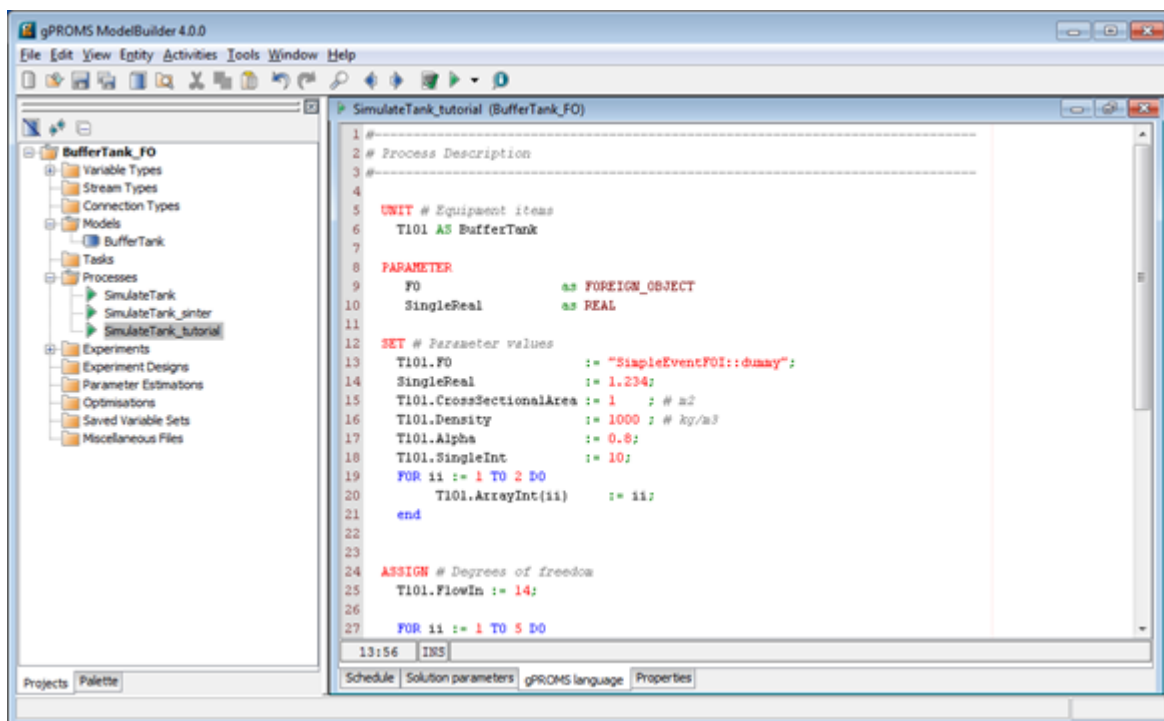 gPROMS ModelBuilder 4.0.0
File Edit View Entity Activities Tools Window Help
BufferTank_FO
Variable Types
Stream Types
Connection Types
Models
BufferTank
Tasks
Processes
SimulateTank
SimulateTank_sinter
SimulateTank_tutorial
Experiments
Experiment Designs
Parameter Estimations
Optimisations
Saved Variable Sets
Miscellaneous Files
Projects Palette
SimulateTank_tutorial (BufferTank_FO)
1 #--------------------------------------------------------------------------------
2 # Process Description
3 #--------------------------------------------------------------------------------
4
5 UNIT # Equipment items
6 T101 AS BufferTank
7
8 PARAMETER
9 FO as FOREIGN_OBJECT
10 SingleReal as REAL
11
12 SET # Parameter values
13 T101.FO := "SimpleEventFOI::dummy";
14 SingleReal := 1.234;
15 T101.CrossSectionalArea := 1 ; # m2
16 T101.Density := 1000 ; # kg/m3
17 T101.Alpha := 0.8;
18 T101.SingleInt := 10;
19 FOR ii := 1 TO 2 DO
20 T101.ArrayInt(ii) := ii;
21 end
22
23
24 ASSIGN # Degrees of freedom
25 T101.FlowIn := 14;
26
27 FOR ii := 1 TO 5 DO
13:56 INS
Schedule Solution parameters gPROMS language Properties